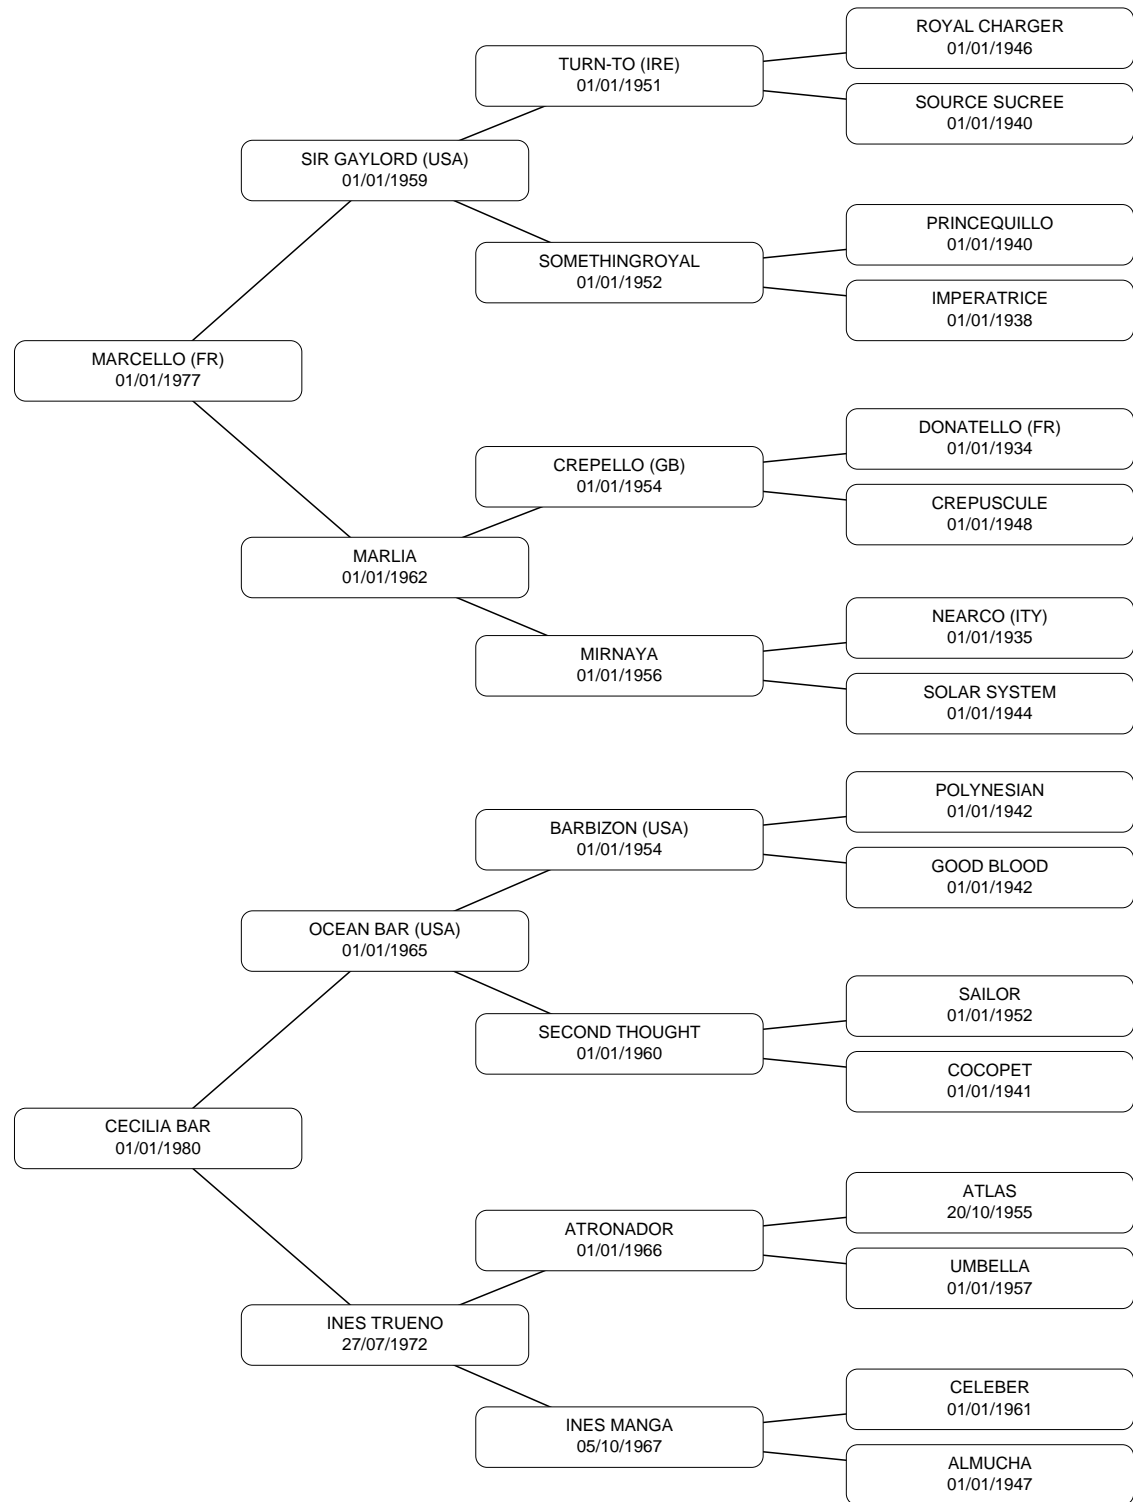 ROYAL CHARGER
01/01/1946
TURN-TO (IRE)
01/01/1951
SOURCE SUCREE
01/01/1940
SIR GAYLORD (USA)
01/01/1959
PRINCEQUILLO
01/01/1940
SOMETHINGROYAL
01/01/1952
IMPERATRICE
01/01/1938
MARCELLO (FR)
01/01/1977
DONATELLO (FR)
01/01/1934
CREPELLO (GB)
01/01/1954
CREPUSCULE
01/01/1948
MARLIA
01/01/1962
NEARCO (ITY)
01/01/1935
MIRNAYA
01/01/1956
SOLAR SYSTEM
01/01/1944
POLYNESIAN
01/01/1942
BARBIZON (USA)
01/01/1954
GOOD BLOOD
01/01/1942
OCEAN BAR (USA)
01/01/1965
SAILOR
01/01/1952
SECOND THOUGHT
01/01/1960
COCOPET
01/01/1941
CECILIA BAR
01/01/1980
ATLAS
20/10/1955
ATRONADOR
01/01/1966
UMBELLA
01/01/1957
INES TRUENO
27/07/1972
CELEBER
01/01/1961
INES MANGA
05/10/1967
ALMUCHA
01/01/1947